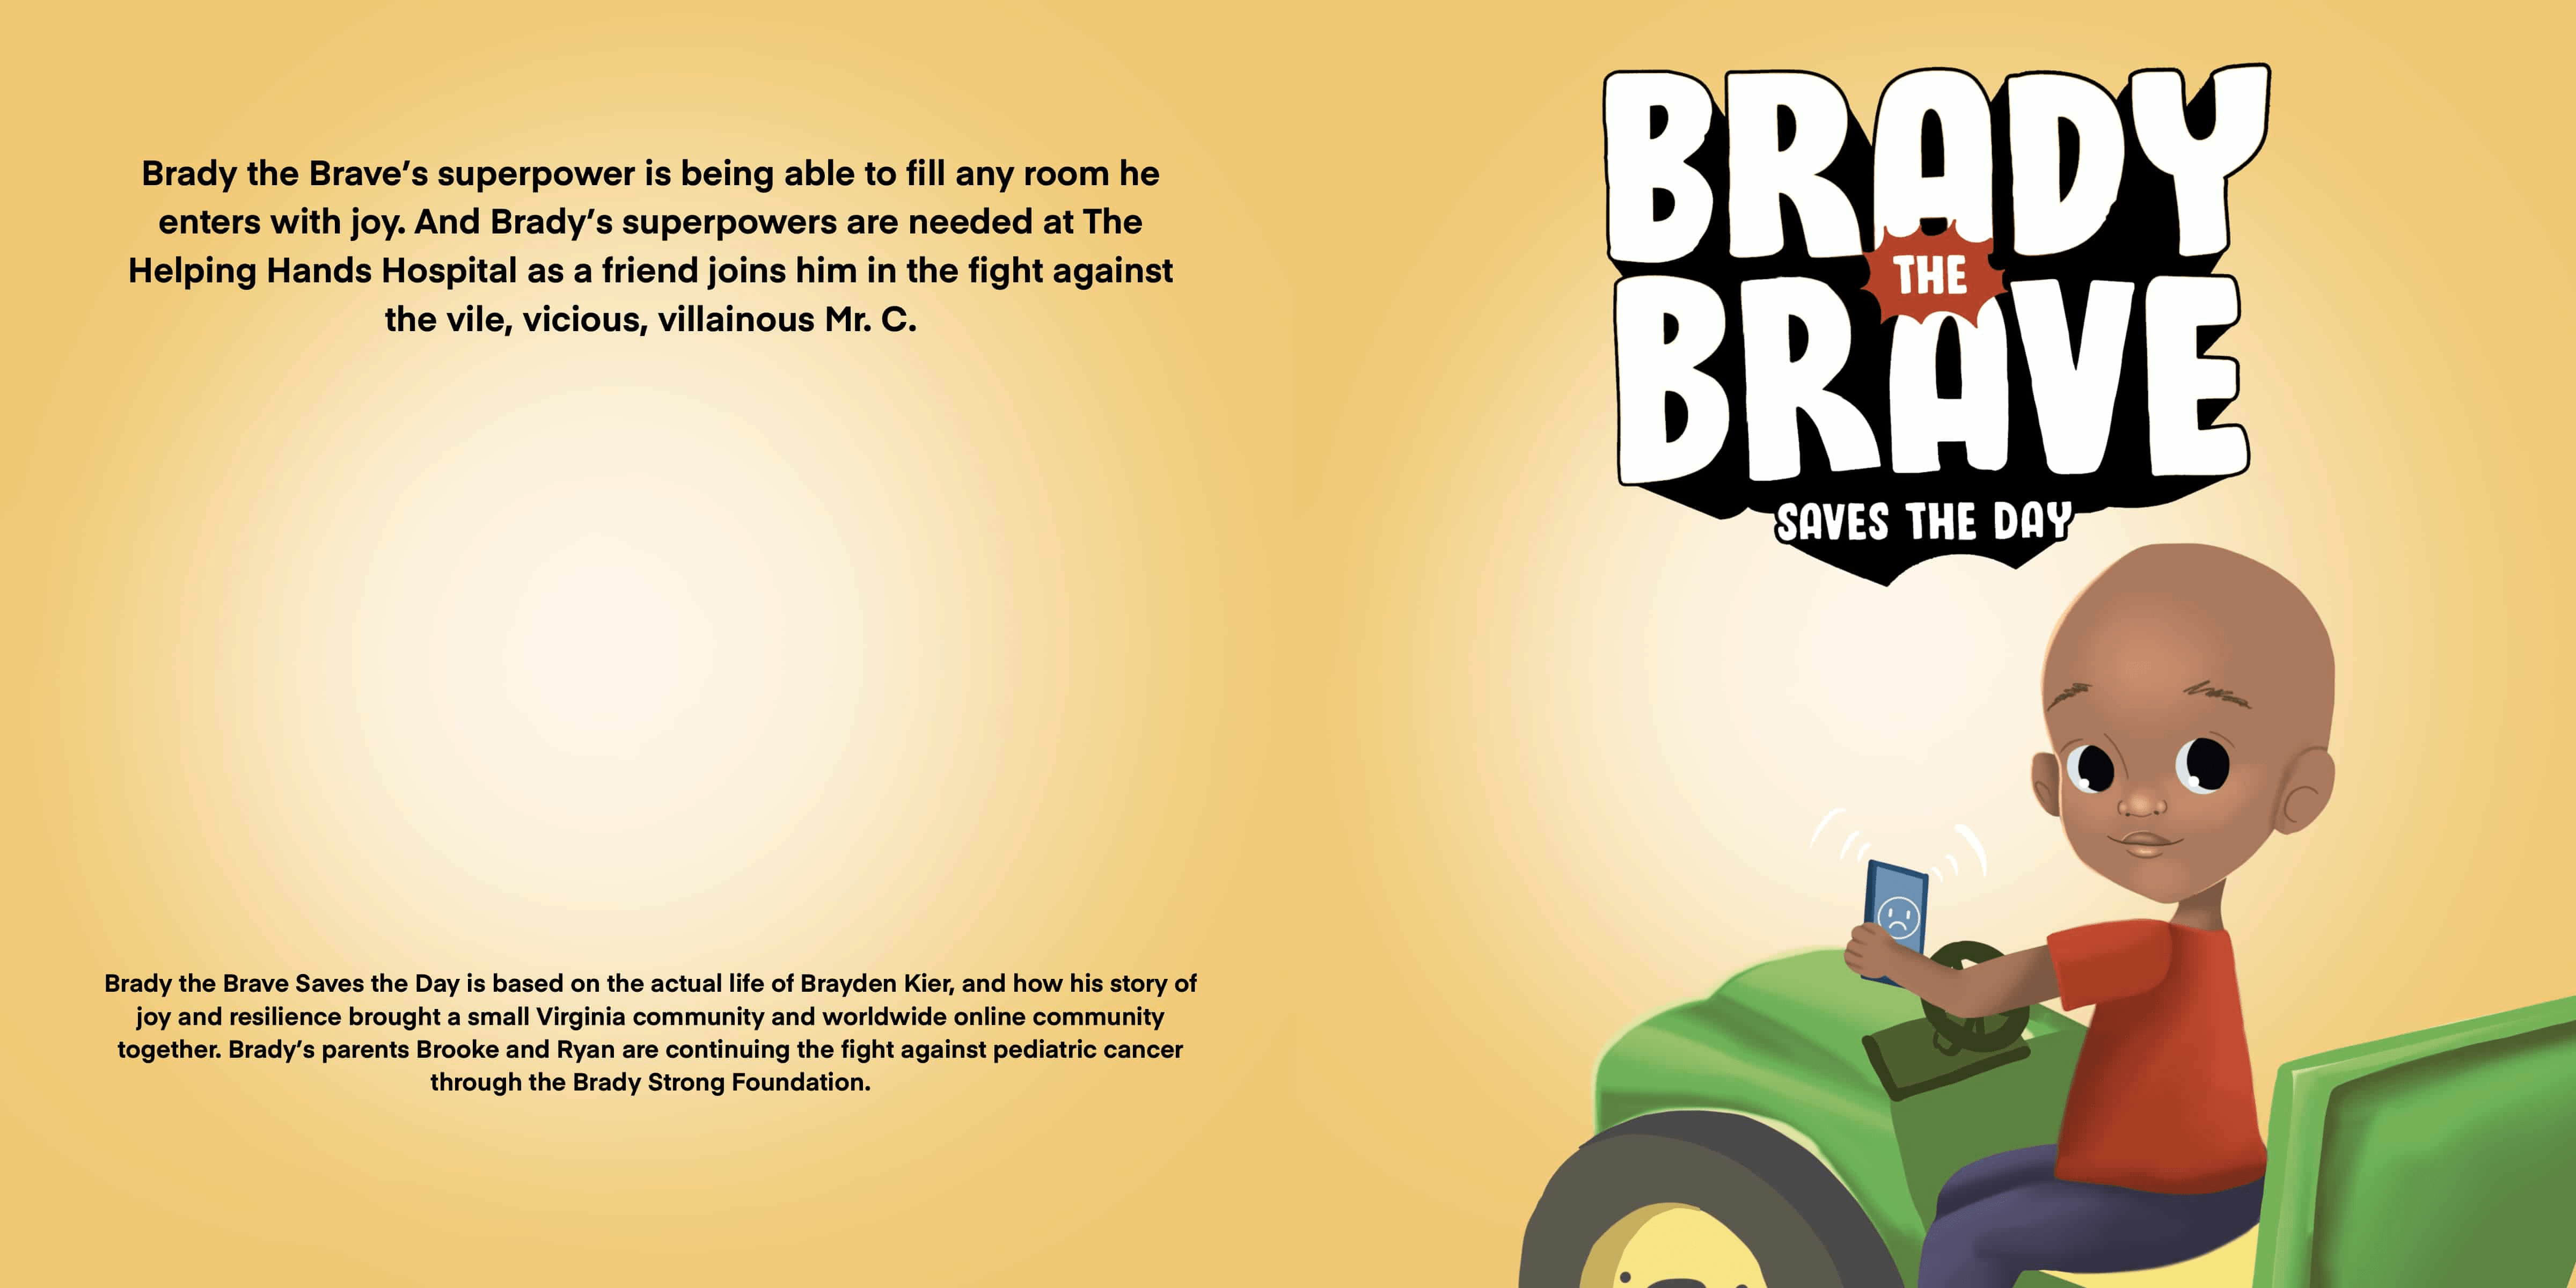 Brady the Brave’s superpower is being able to fill any room he
enters with joy. And Brady’s superpowers are needed at The
Helping Hands Hospital as a friend joins him in the fight against
the vile, vicious, villainous Mr. C.
Brady the Brave Saves the Day is based on the actual life of Brayden Kier, and how his story of
joy and resilience brought a small Virginia community and worldwide online community
together. Brady’s parents Brooke and Ryan are continuing the fight against pediatric cancer
through the Brady Strong Foundation.
BRADY
THE
BRAVE
SAVES THE DAY